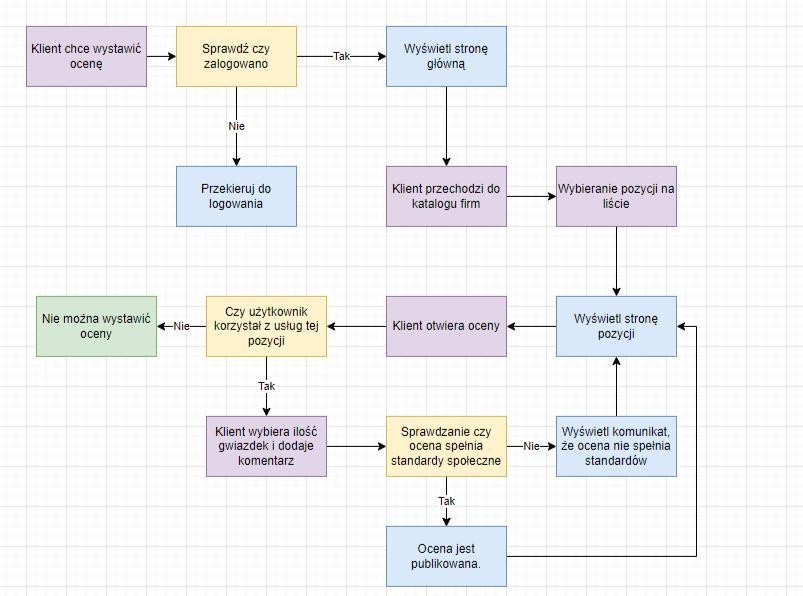 Klient chce wystawić
ocenę
Sprawdź czy
zalogowano
Tak
Wyświetl stronę
główną
Nie
Przekieruj do
logowania
Klient przechodzi do
katalogu firm
Wybieranie pozycji na
liście
Nie można wystawić
oceny
Nie
Czy użytkownik
korzystał z usług tej
pozycji
Klient otwiera oceny
Wyświetl stronę
pozycji
Tak
Klient wybiera ilość
gwiazdek i dodaje
komentarz
Sprawdzanie czy
ocena spełnia
standardy społeczne
Nie
Wyświetl komunikat,
że ocena nie spełnia
standardów
Tak
Ocena jest
publikowana.